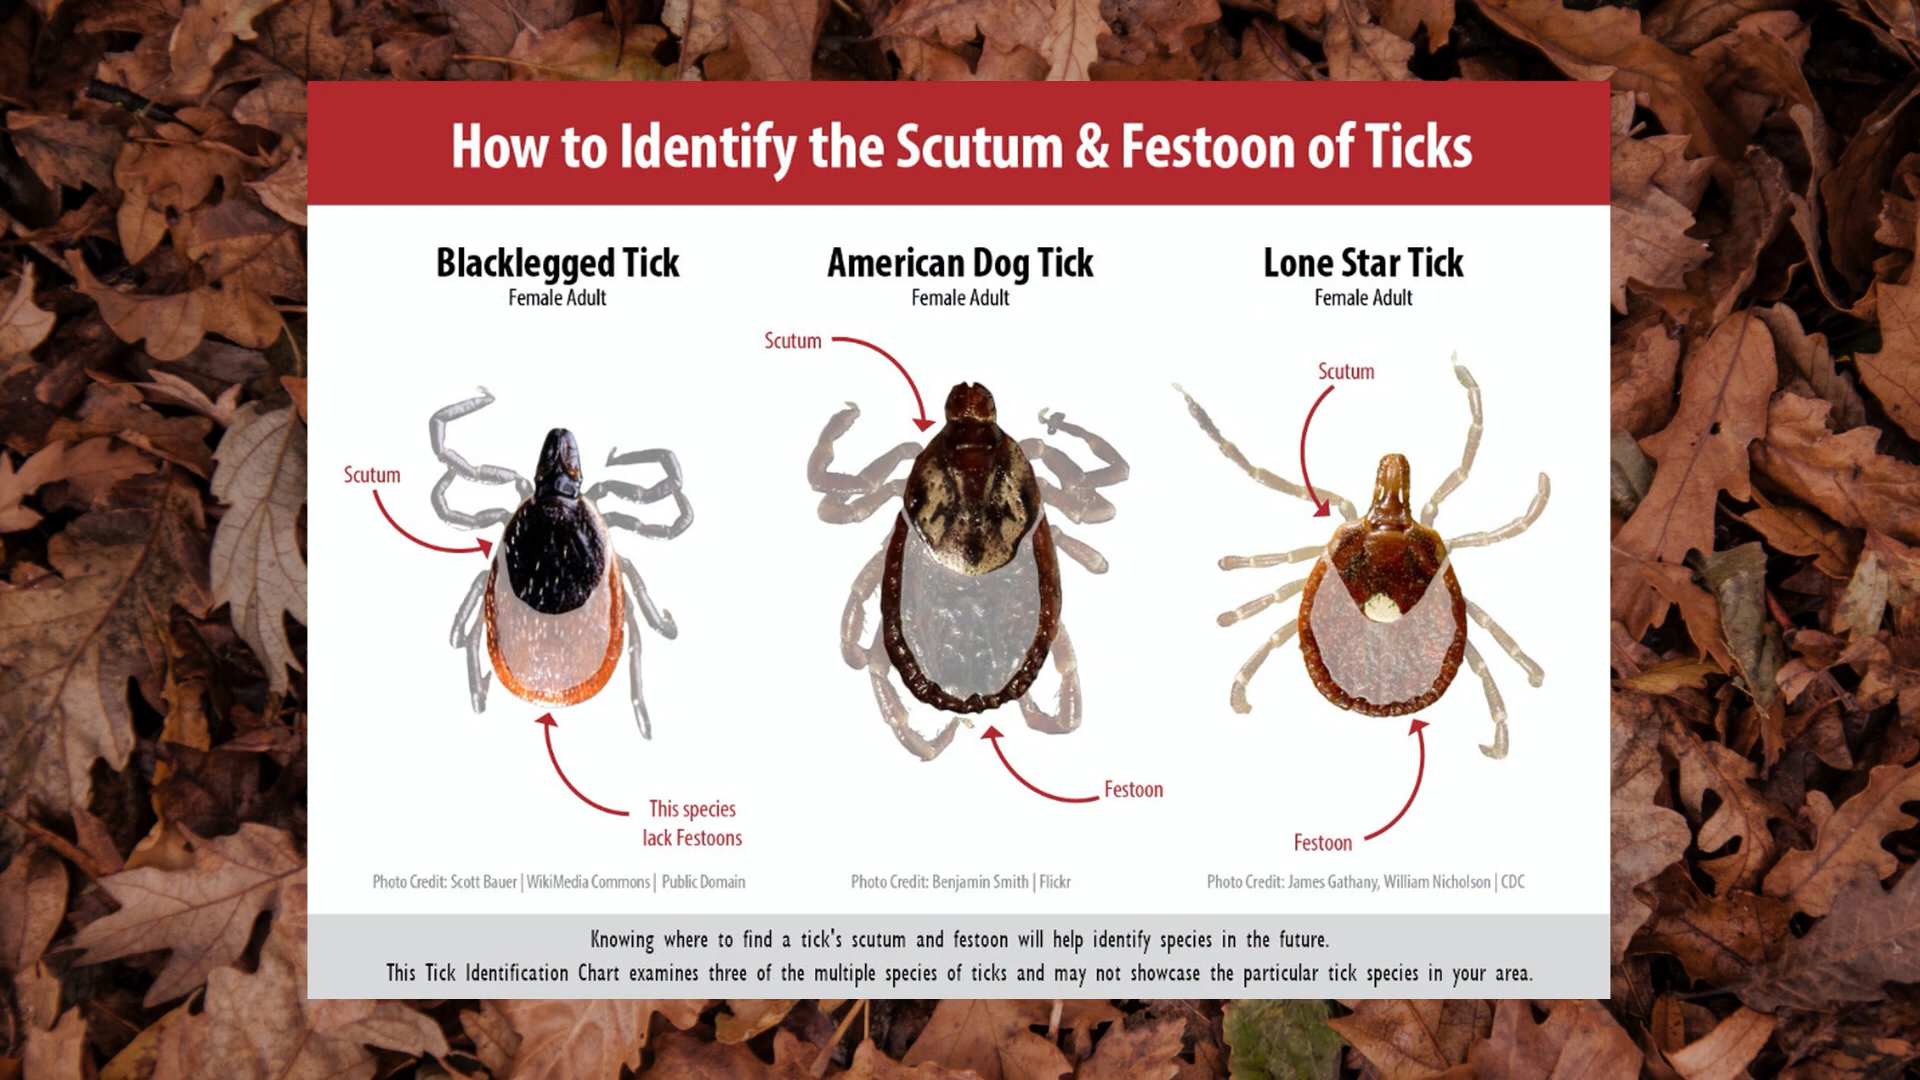 How to Identify the Scutum & Festoon of Ticks
Blacklegged Tick
Female Adult
American Dog Tick
Female Adult
Lone Star Tick
Female Adult
Scutum
Scutum
Scutum
This species
lack Festoons
Festoon
Festoon
Photo Credit: Scott Bauer | WikiMedia Commons | Public Domain
Photo Credit: Benjamin Smith | Flickr
Photo Credit: James Gathany, William Nicholson | CDC
Knowing where to find a tick's scutum and festoon will help identify species in the future.
This Tick Identification Chart examines three of the multiple species of ticks and may not showcase the particular tick species in your area.